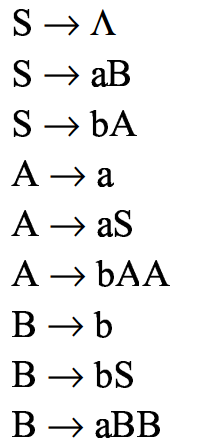 S → Λ
S → aB
S → bA
A → a
A → aS
A → bAA
B → b
B → bS
B → aBB